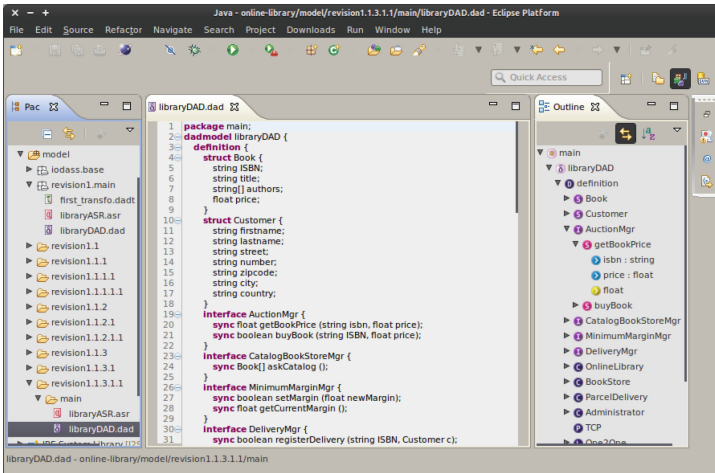 Java - online-library/model/revision1.1.3.1.1/main/libraryDAD.dad - Eclipse Platform
File Edit Source Refactor Navigate Search Project Downloads Run Window Help
Quick Access
Pac
model
iodass.base
revision1.main
first_transfo.dadt
libraryASR.asr
libraryDAD.dad
revision1.1
revision1.1.1
revision1.1.1.1
revision1.1.1.1.1
revision1.1.2
revision1.1.2.1
revision1.1.2.1.1
revision1.1.3
revision1.1.3.1
revision1.1.3.1.1
main
libraryASR.asr
libraryDAD.dad
libraryDAD.dad
1 package main;
2 dadmodel libraryDAD {
3 definition {
4 struct Book {
5 string ISBN;
6 string title;
7 string[] authors;
8 float price;
9 }
10 struct Customer {
11 string firstname;
12 string lastname;
13 string street;
14 string number;
15 string zipcode;
16 string city;
17 string country;
18 }
19 interface AuctionMgr {
20 sync float getBookPrice (string isbn, float price);
21 sync boolean buyBook (string ISBN, float price);
22 }
23 interface CatalogBookStoreMgr {
24 sync Book[] askCatalog ();
25 }
26 interface MinimumMarginMgr {
27 sync boolean setMargin (float newMargin);
28 sync float getCurrentMargin ();
29 }
30 interface DeliveryMgr {
31 sync boolean registerDelivery (string ISBN, Customer c);
Outline
main
libraryDAD
definition
Book
Customer
AuctionMgr
getBookPrice
isbn : string
price : float
float
buyBook
CatalogBookStoreMgr
MinimumMarginMgr
DeliveryMgr
OnlineLibrary
BookStore
ParcelDelivery
Administrator
TCP
One2One
libraryDAD.dad - online-library/model/revision1.1.3.1.1/main